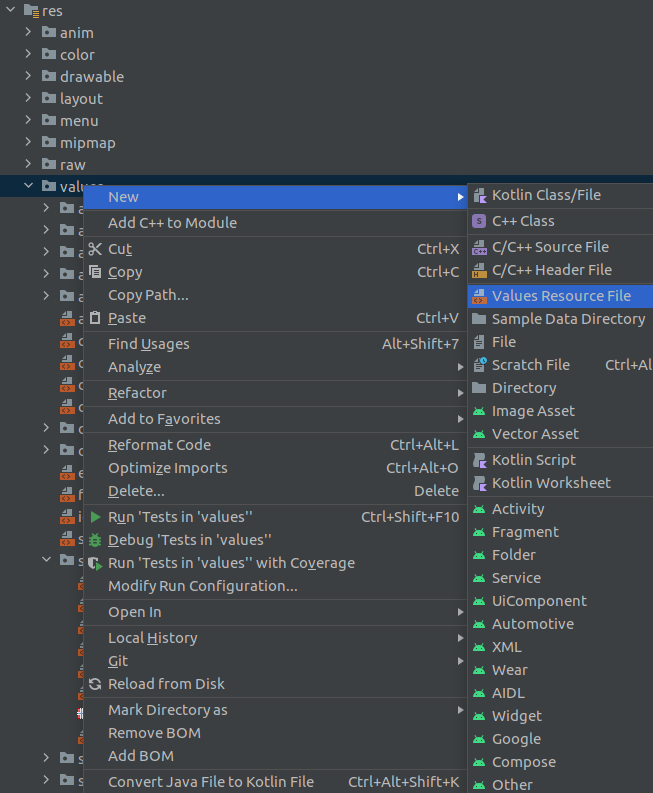 res
anim
color
drawable
layout
menu
mipmap
raw
New
Add C++ to Module
Cut Ctrl+X
Copy Ctrl+C
Copy Path...
Paste Ctrl+V
Find Usages Alt+Shift+7
Analyze
Refactor
Add to Favorites
Reformat Code Ctrl+Alt+L
Optimize Imports Ctrl+Alt+O
Delete... Delete
Run 'Tests in 'values'' Ctrl+Shift+F10
Debug 'Tests in 'values''
Run 'Tests in 'values'' with Coverage
Modify Run Configuration...
Open In
Local History
Git
Reload from Disk
Mark Directory as
Remove BOM
Add BOM
Convert Java File to Kotlin File Ctrl+Alt+Shift+K
Kotlin Class/File
C++ Class
C/C++ Source File
C/C++ Header File
Values Resource File
Sample Data Directory
File
Scratch File
Directory
Image Asset
Vector Asset
Kotlin Script
Kotlin Worksheet
Activity
Fragment
Folder
Service
UiComponent
Automotive
XML
Wear
AIDL
Widget
Google
Compose
Other